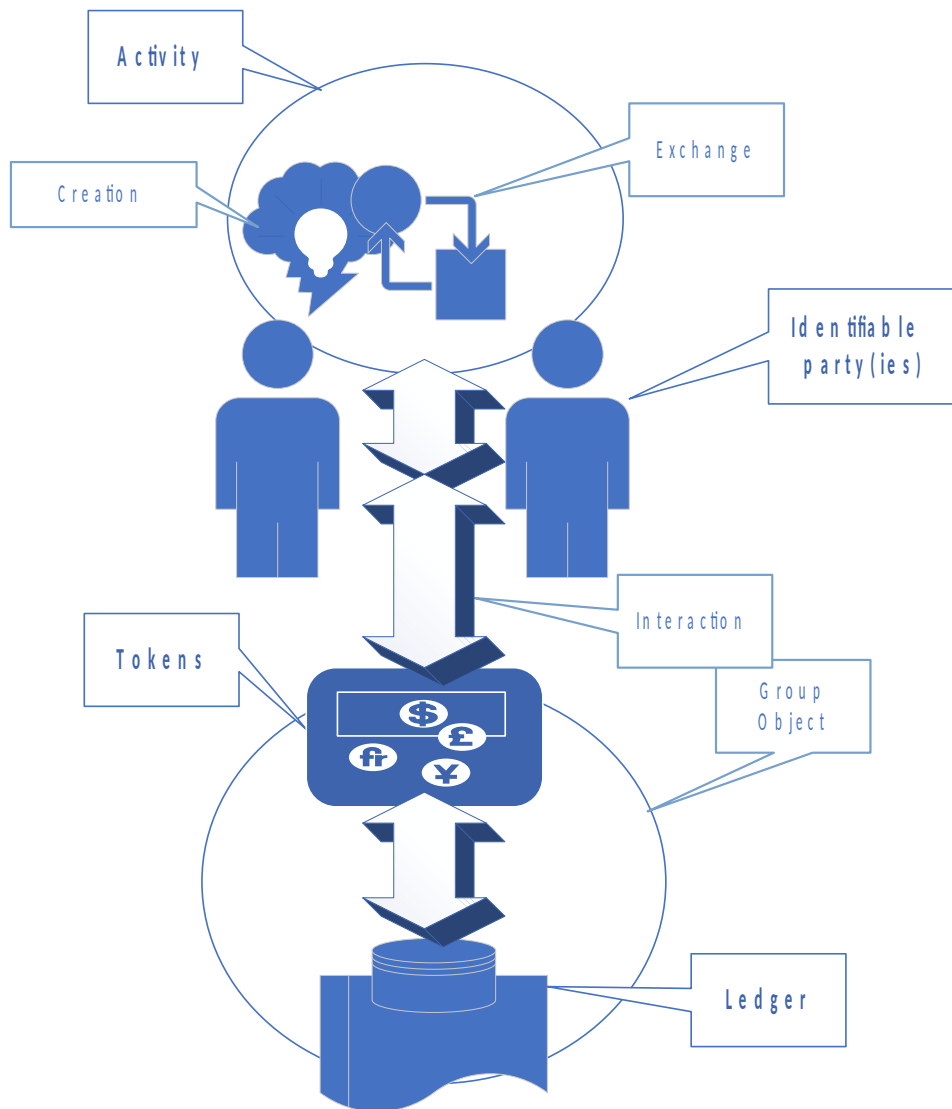 Activity
Exchange
Creation
Identifiable
party(ies)
Interaction
Tokens
Group
Object
$
£
fr
¥
Ledger